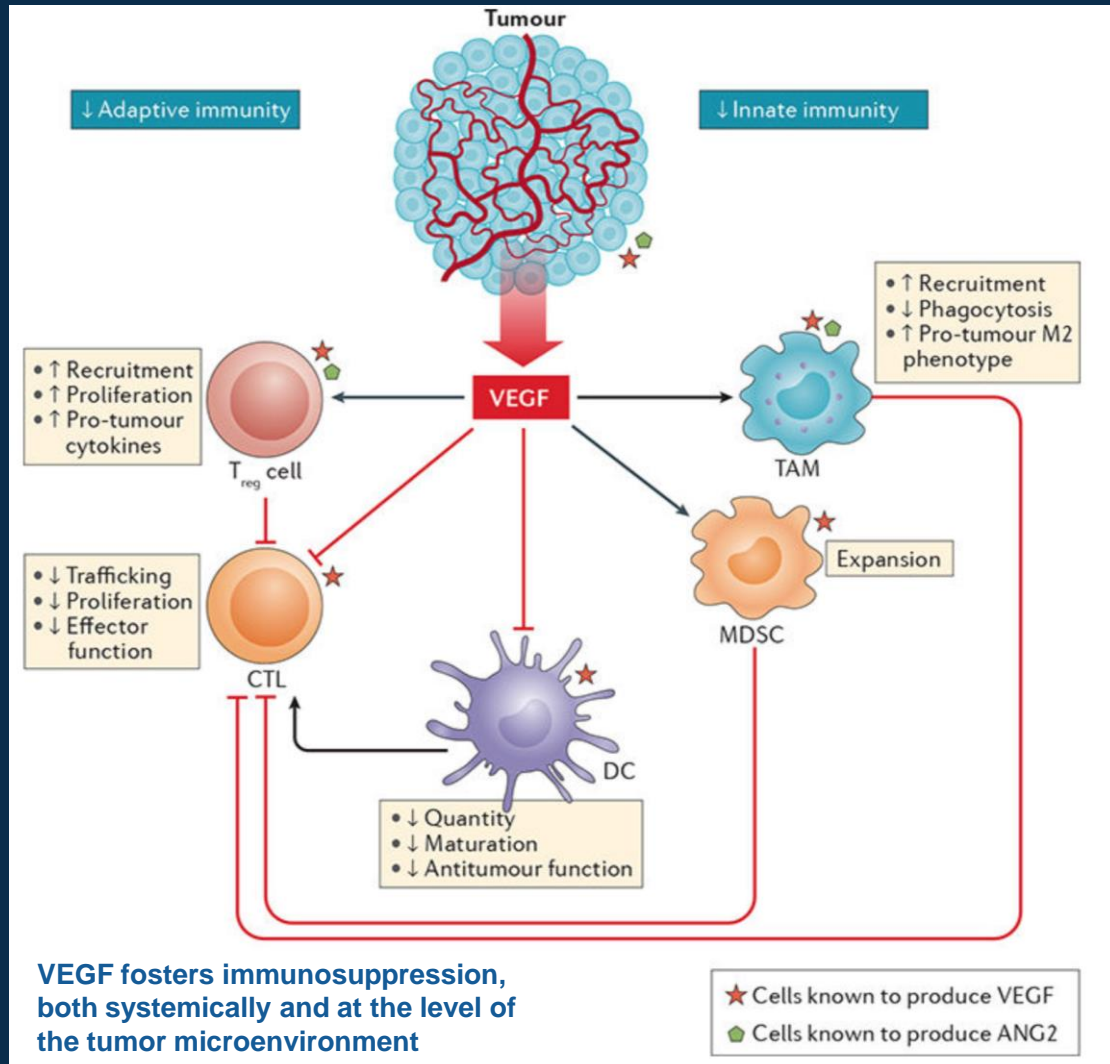 Tumour
↓ Adaptive immunity
↓ Innate immunity
• ↑ Recruitment
• ↓ Phagocytosis
• ↑ Pro-tumour M2
phenotype
• ↑ Recruitment
• ↑ Proliferation
• ↑ Pro-tumour
cytokines
VEGF
Treg cell
TAM
• ↓ Trafficking
• ↓ Proliferation
• ↓ Effector
function
CTL
Expansion
MDSC
DC
• ↓ Quantity
• ↓ Maturation
• ↓ Antitumour function
VEGF fosters immunosuppression,
both systemically and at the level of
the tumor microenvironment
Cells known to produce VEGF
Cells known to produce ANG2